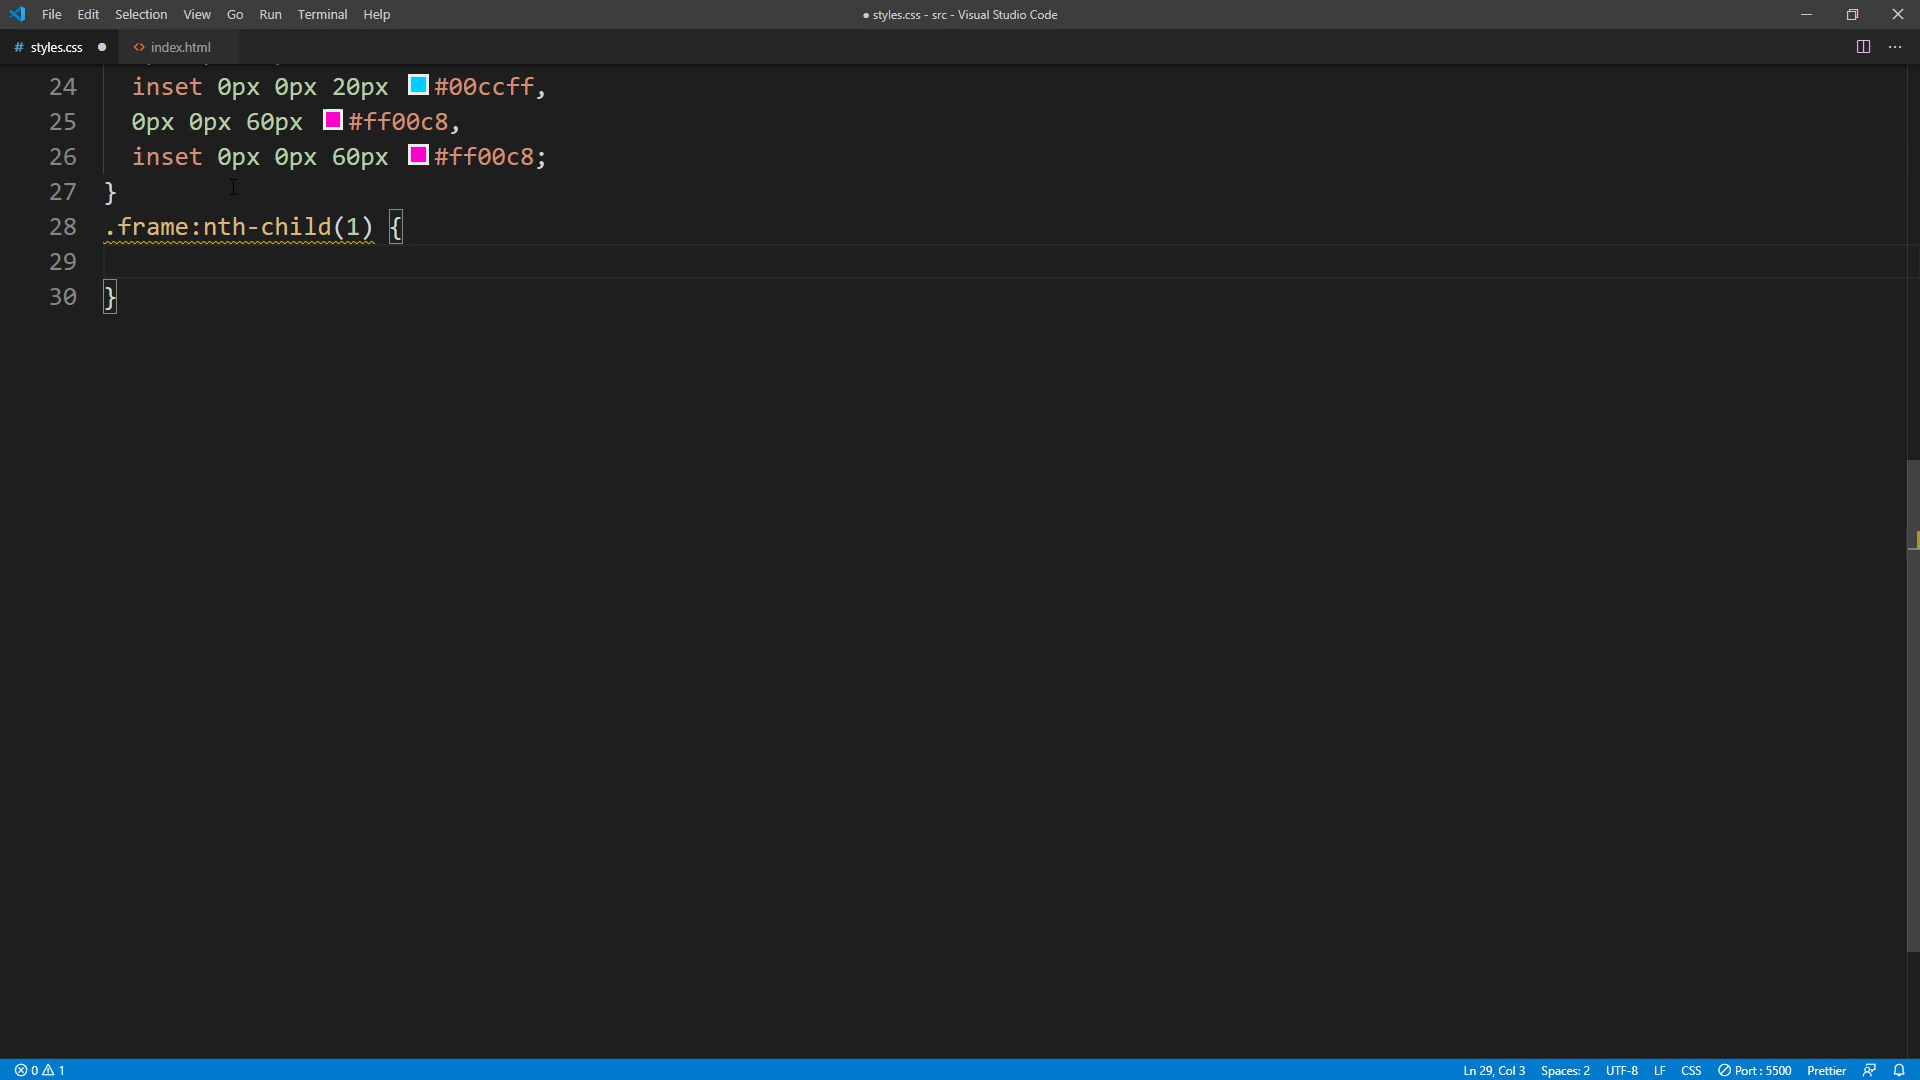 File Edit Selection View Go Run Terminal Help
● styles.css - src - Visual Studio Code
# styles.css ●
<> index.html
24 inset 0px 0px 20px #00ccff,
25 0px 0px 60px #ff00c8,
26 inset 0px 0px 60px #ff00c8;
27 }
28 .frame:nth-child(1) {
29
30 }
0 1
Ln 29, Col 3 Spaces: 2 UTF-8 LF CSS Port : 5500 Prettier